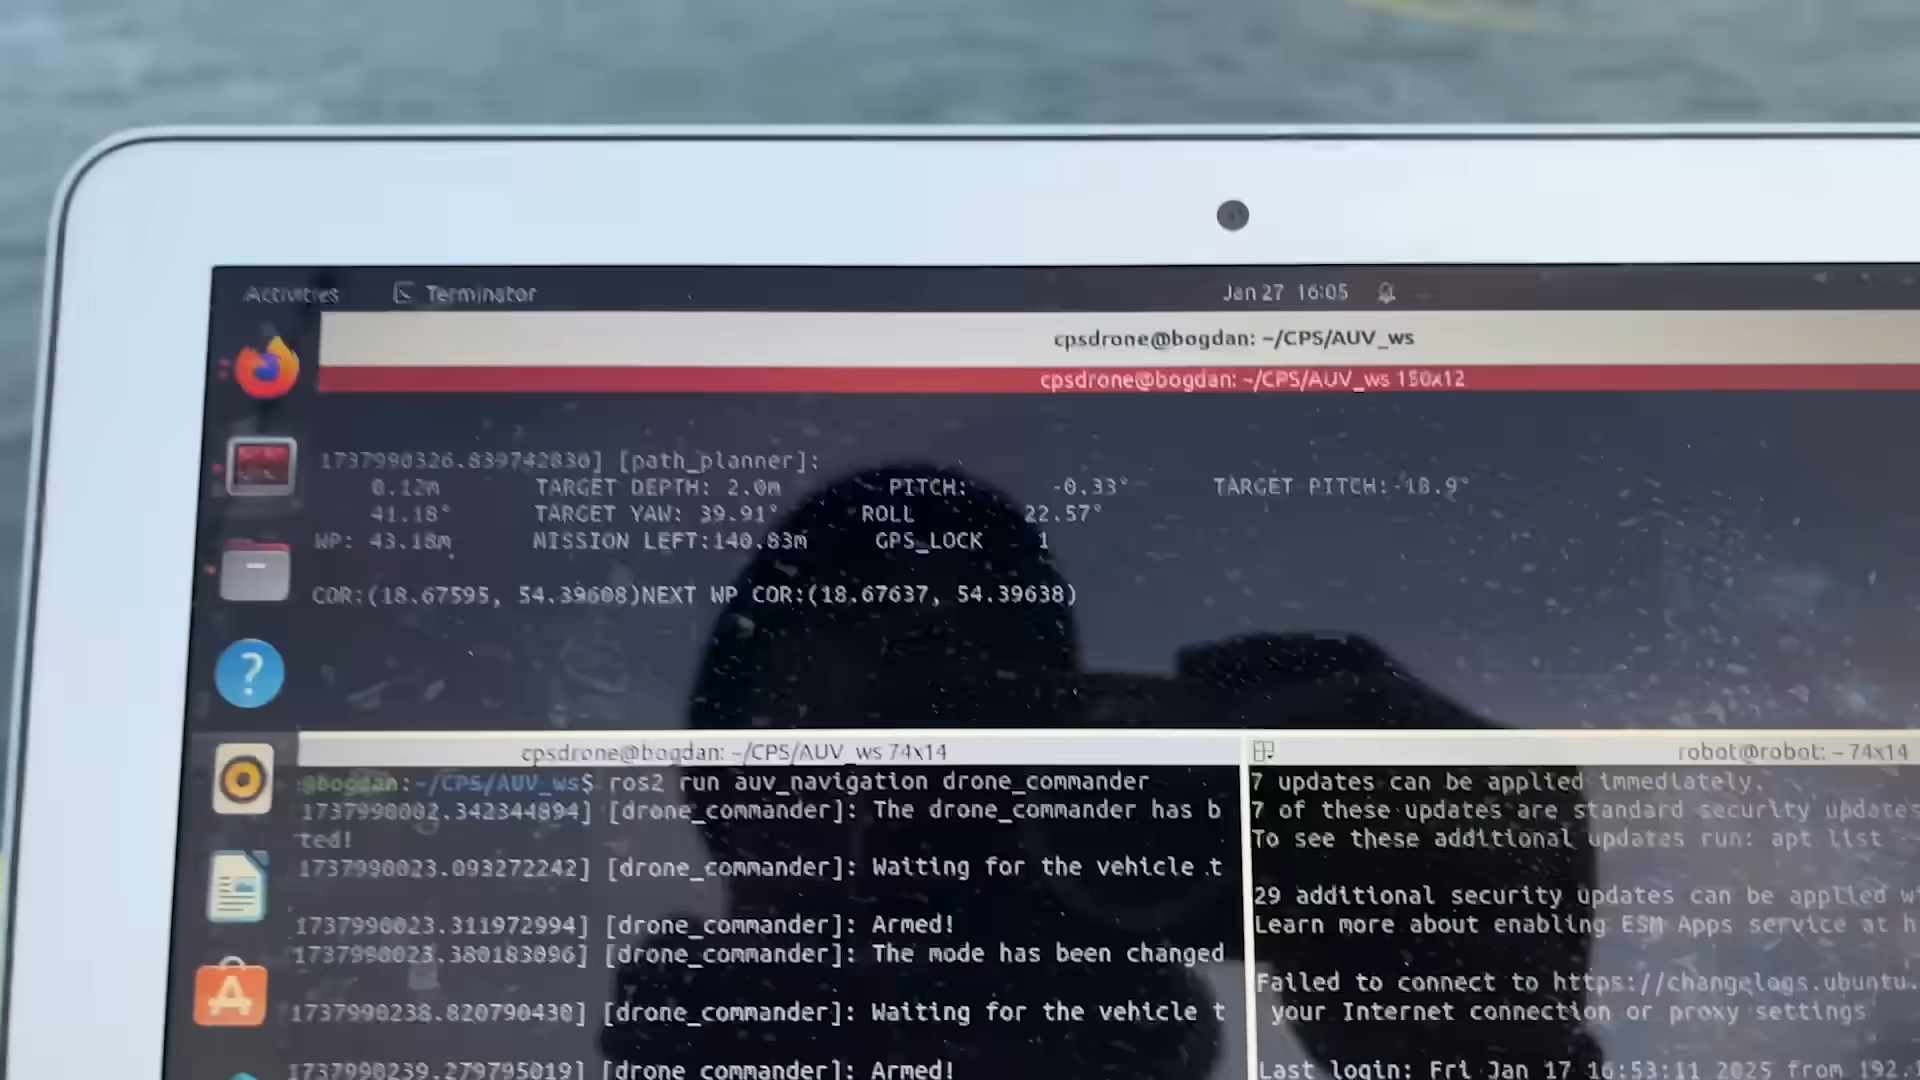 Activities Terminator Jan 27 16:05
cpsdrone@bogdan: ~/CPS/AUV_ws
cpsdrone@bogdan: ~/CPS/AUV_ws 150x12
1737990326.839742830] [path_planner]:
0.12m TARGET DEPTH: 2.0m PITCH: -0.33° TARGET PITCH:-18.9°
41.18° TARGET YAW: 39.91° ROLL 22.57°
WP: 43.18m MISSION LEFT:140.83m GPS_LOCK 1
COR:(18.67595, 54.39608)NEXT WP COR:(18.67637, 54.39638)
cpsdrone@bogdan: ~/CPS/AUV_ws 74x14
@bogdan:~/CPS/AUV_ws$ ros2 run auv_navigation drone_commander
1737990002.342344894] [drone_commander]: The drone_commander has b
ted!
1737990023.093272242] [drone_commander]: Waiting for the vehicle t
1737990023.311972994] [drone_commander]: Armed!
1737990023.380183096] [drone_commander]: The mode has been changed
1737990238.820790430] [drone_commander]: Waiting for the vehicle t
1737990239.279795019] [drone_commander]: Armed!
robot@robot: ~ 74x14
7 updates can be applied immediately.
7 of these updates are standard security updates
To see these additional updates run: apt list
29 additional security updates can be applied wi
Learn more about enabling ESM Apps service at h
Failed to connect to https://changelogs.ubuntu.
your Internet connection or proxy settings
Last login: Fri Jan 17 16:53:11 2025 from 192.1